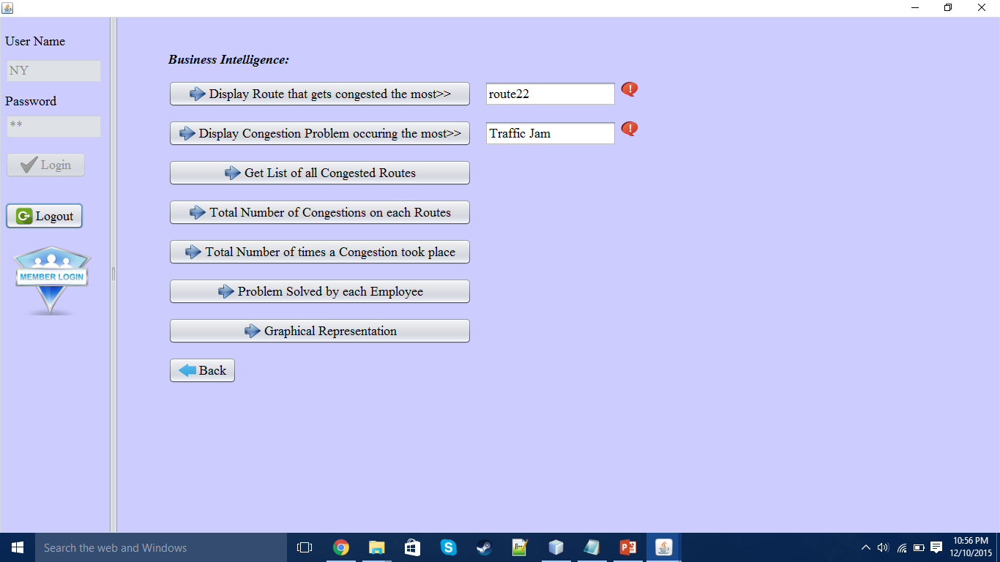 User Name
NY
Password
**
Login
Logout
MEMBER LOGIN
Business Intelligence:
Display Route that gets congested the most>>
route22
Display Congestion Problem occuring the most>>
Traffic Jam
Get List of all Congested Routes
Total Number of Congestions on each Routes
Total Number of times a Congestion took place
Problem Solved by each Employee
Graphical Representation
Back
Search the web and Windows
10:56 PM
12/10/2015